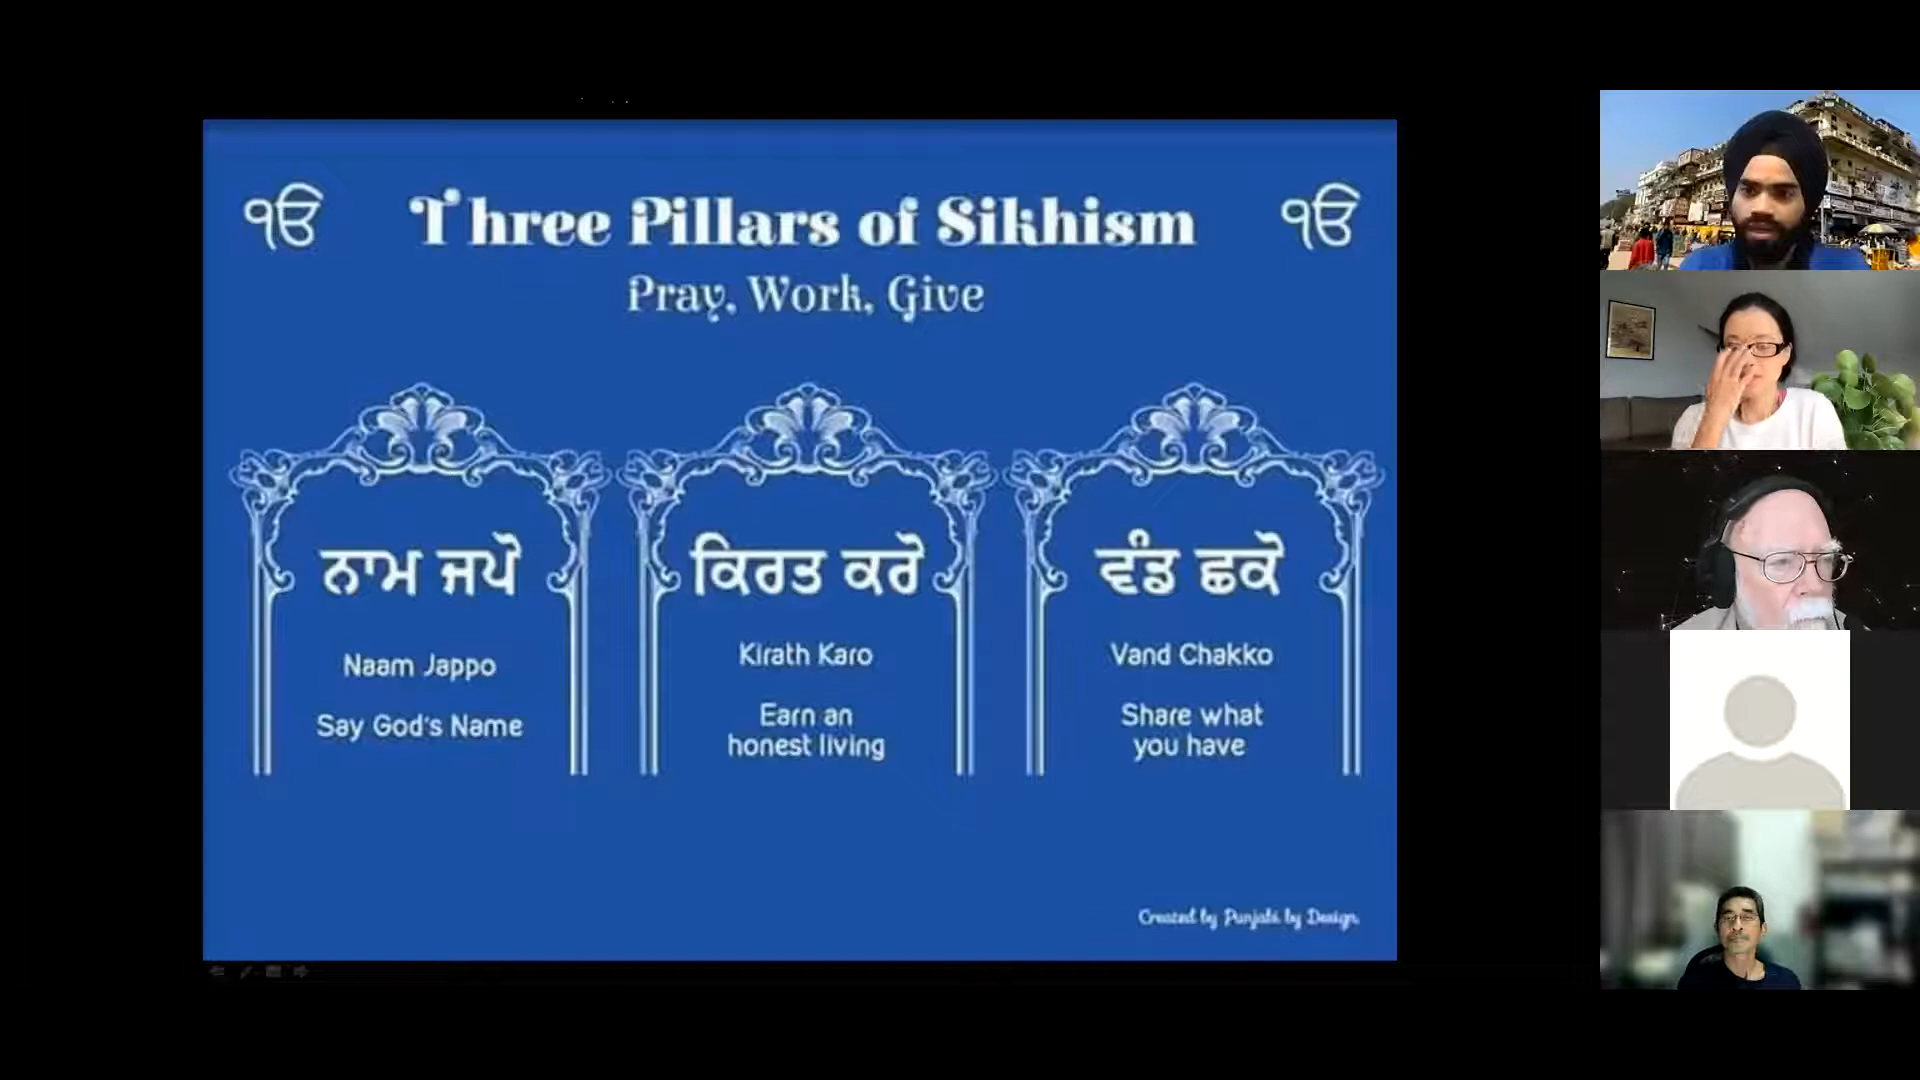 ੴ Three Pillars of Sikhism ੴ
Pray, Work, Give
ਨਾਮ ਜਪੋ
Naam Jappo
Say God's Name
ਕਿਰਤ ਕਰੋ
Kirath Karo
Earn an
honest living
ਵੰਡ ਛਕੋ
Vand Chakko
Share what
you have
Created by Punjabi by Design